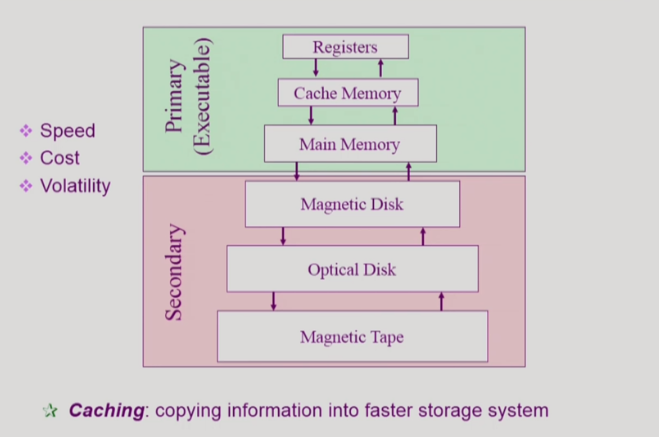 Primary
(Executable)
Registers
Cache Memory
Main Memory
Speed
Cost
Volatility
Secondary
Magnetic Disk
Optical Disk
Magnetic Tape
Caching: copying information into faster storage system